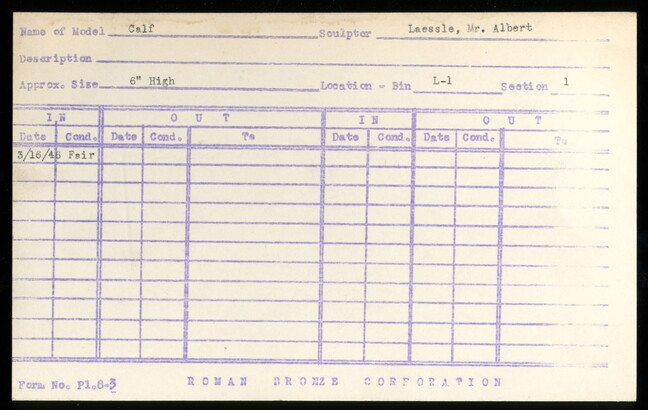 Name of Model Calf Sculptor Laessle, Mr. Albert
Description
Approx. Size 6" High Location - Bin L-1 Section 1
IN OUT IN OUT
Date Cond. Date Cond. To Date Cond. Date Cond. To
3/16/46 Fair
Form No. Pl.8-3 ROMAN BRONZE CORPORATION